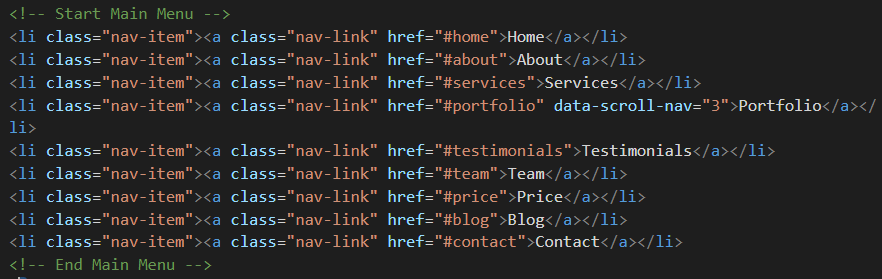 <!-- Start Main Menu -->
<li class="nav-item"><a class="nav-link" href="#home">Home</a></li>
<li class="nav-item"><a class="nav-link" href="#about">About</a></li>
<li class="nav-item"><a class="nav-link" href="#services">Services</a></li>
<li class="nav-item"><a class="nav-link" href="#portfolio" data-scroll-nav="3">Portfolio</a></
li>
<li class="nav-item"><a class="nav-link" href="#testimonials">Testimonials</a></li>
<li class="nav-item"><a class="nav-link" href="#team">Team</a></li>
<li class="nav-item"><a class="nav-link" href="#price">Price</a></li>
<li class="nav-item"><a class="nav-link" href="#blog">Blog</a></li>
<li class="nav-item"><a class="nav-link" href="#contact">Contact</a></li>
<!-- End Main Menu -->